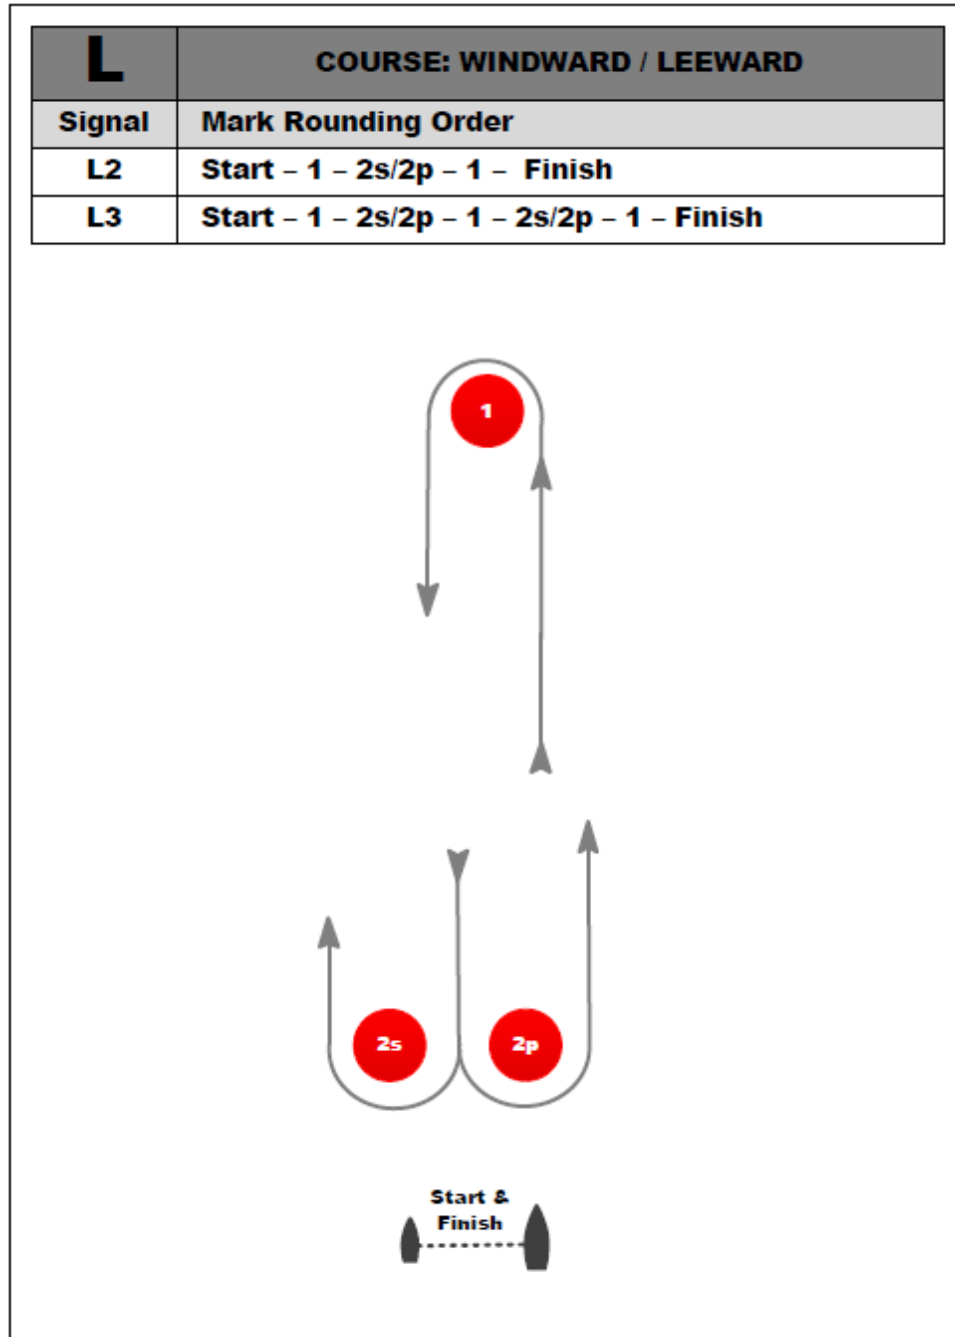 L COURSE: WINDWARD / LEEWARD
Signal Mark Rounding Order
L2 Start – 1 – 2s/2p – 1 – Finish
L3 Start – 1 – 2s/2p – 1 – 2s/2p – 1 – Finish
1
2s 2p
Start &
Finish